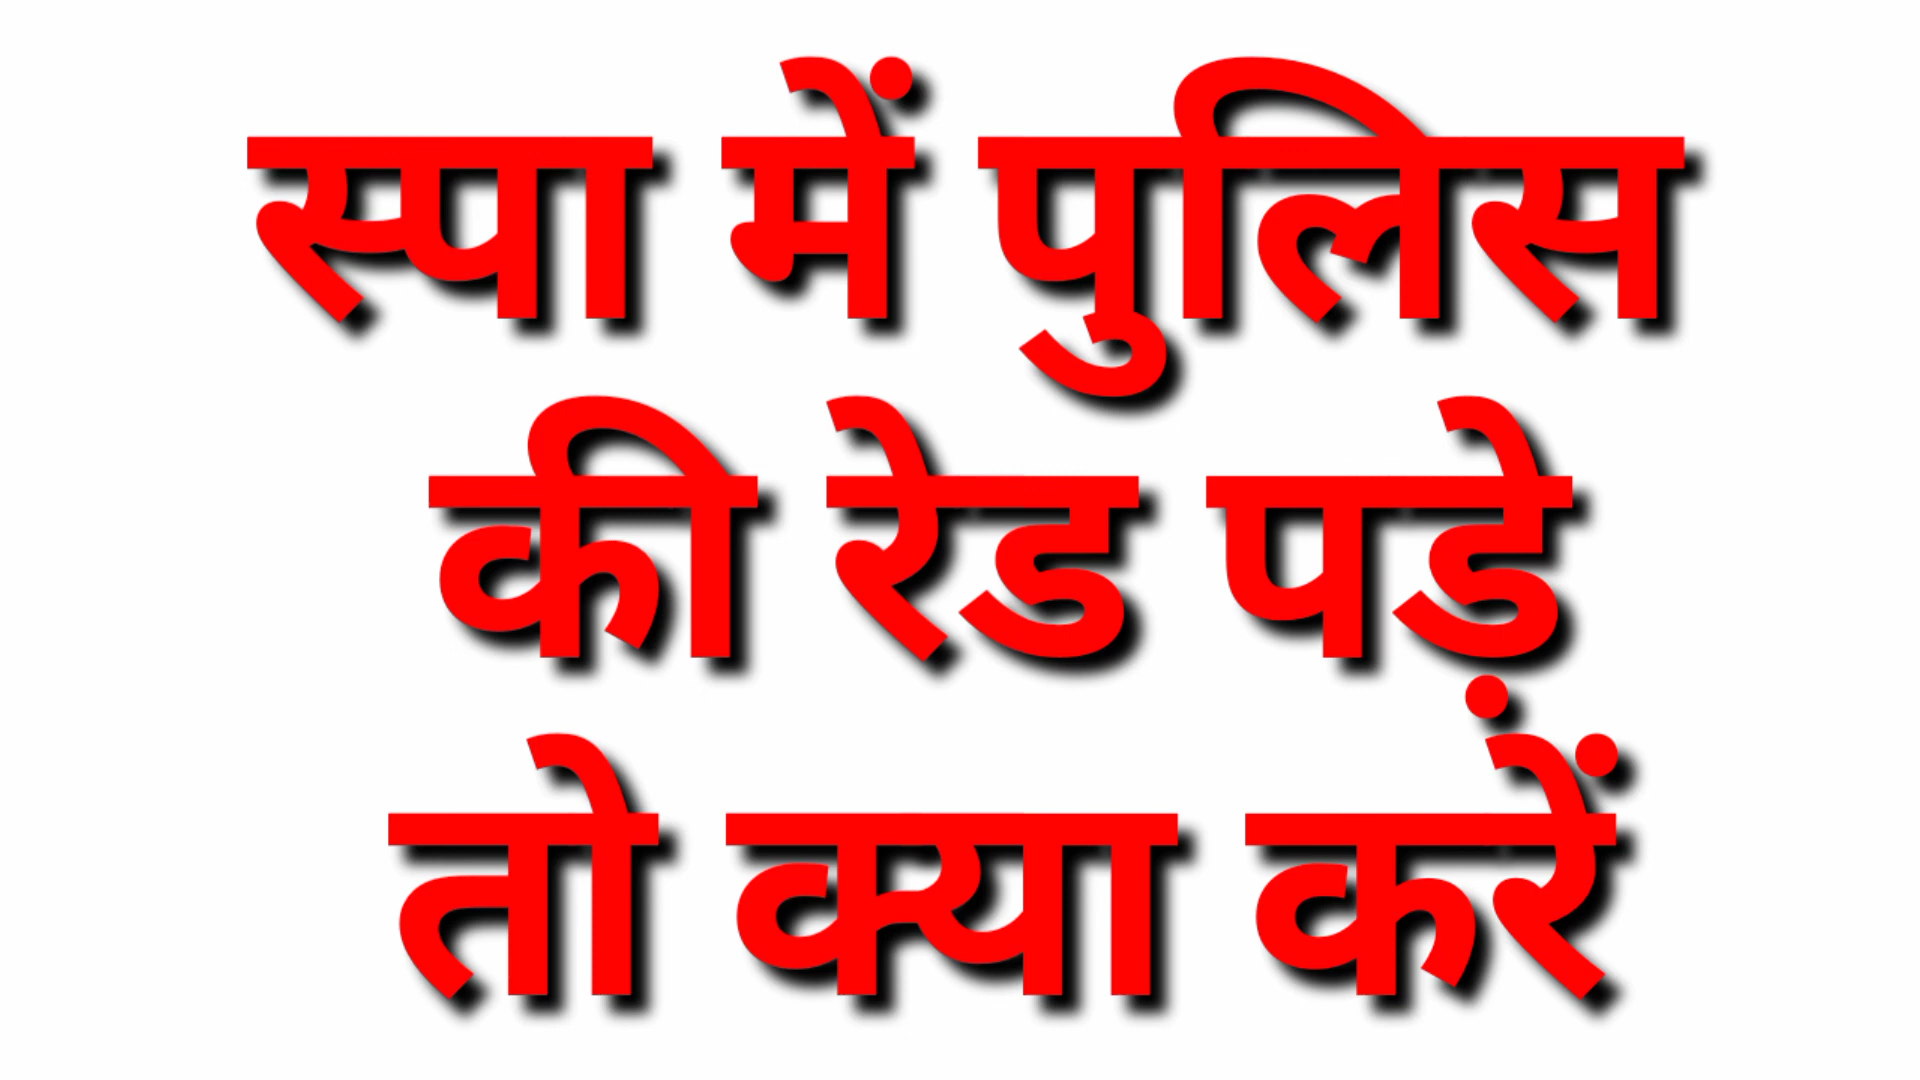 स्पा में पुलिस
की रेड पड़े
तो क्या करें